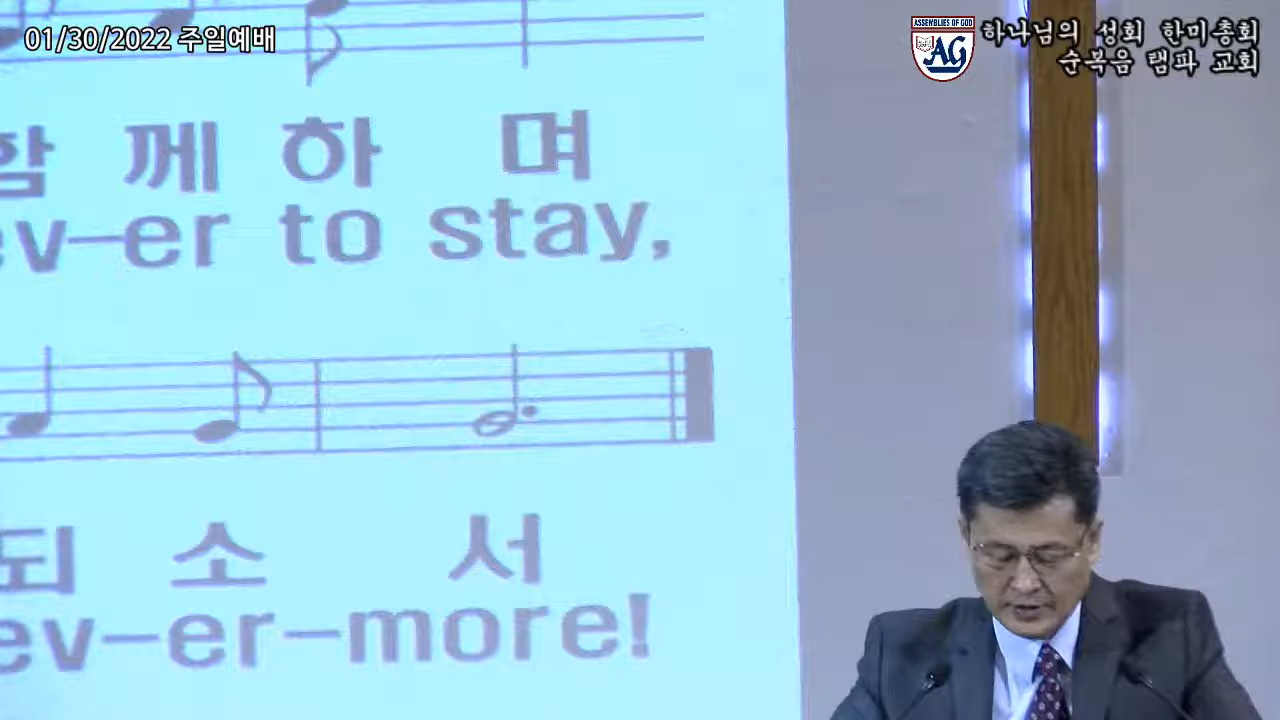 01/30/2022 주일예배
ASSEMBLIES OF GOD
AG
하나님의 성회 한미총회
순복음 탬파 교회
함 께 하 며
ev-er to stay,
되 소 서
ev-er-more!